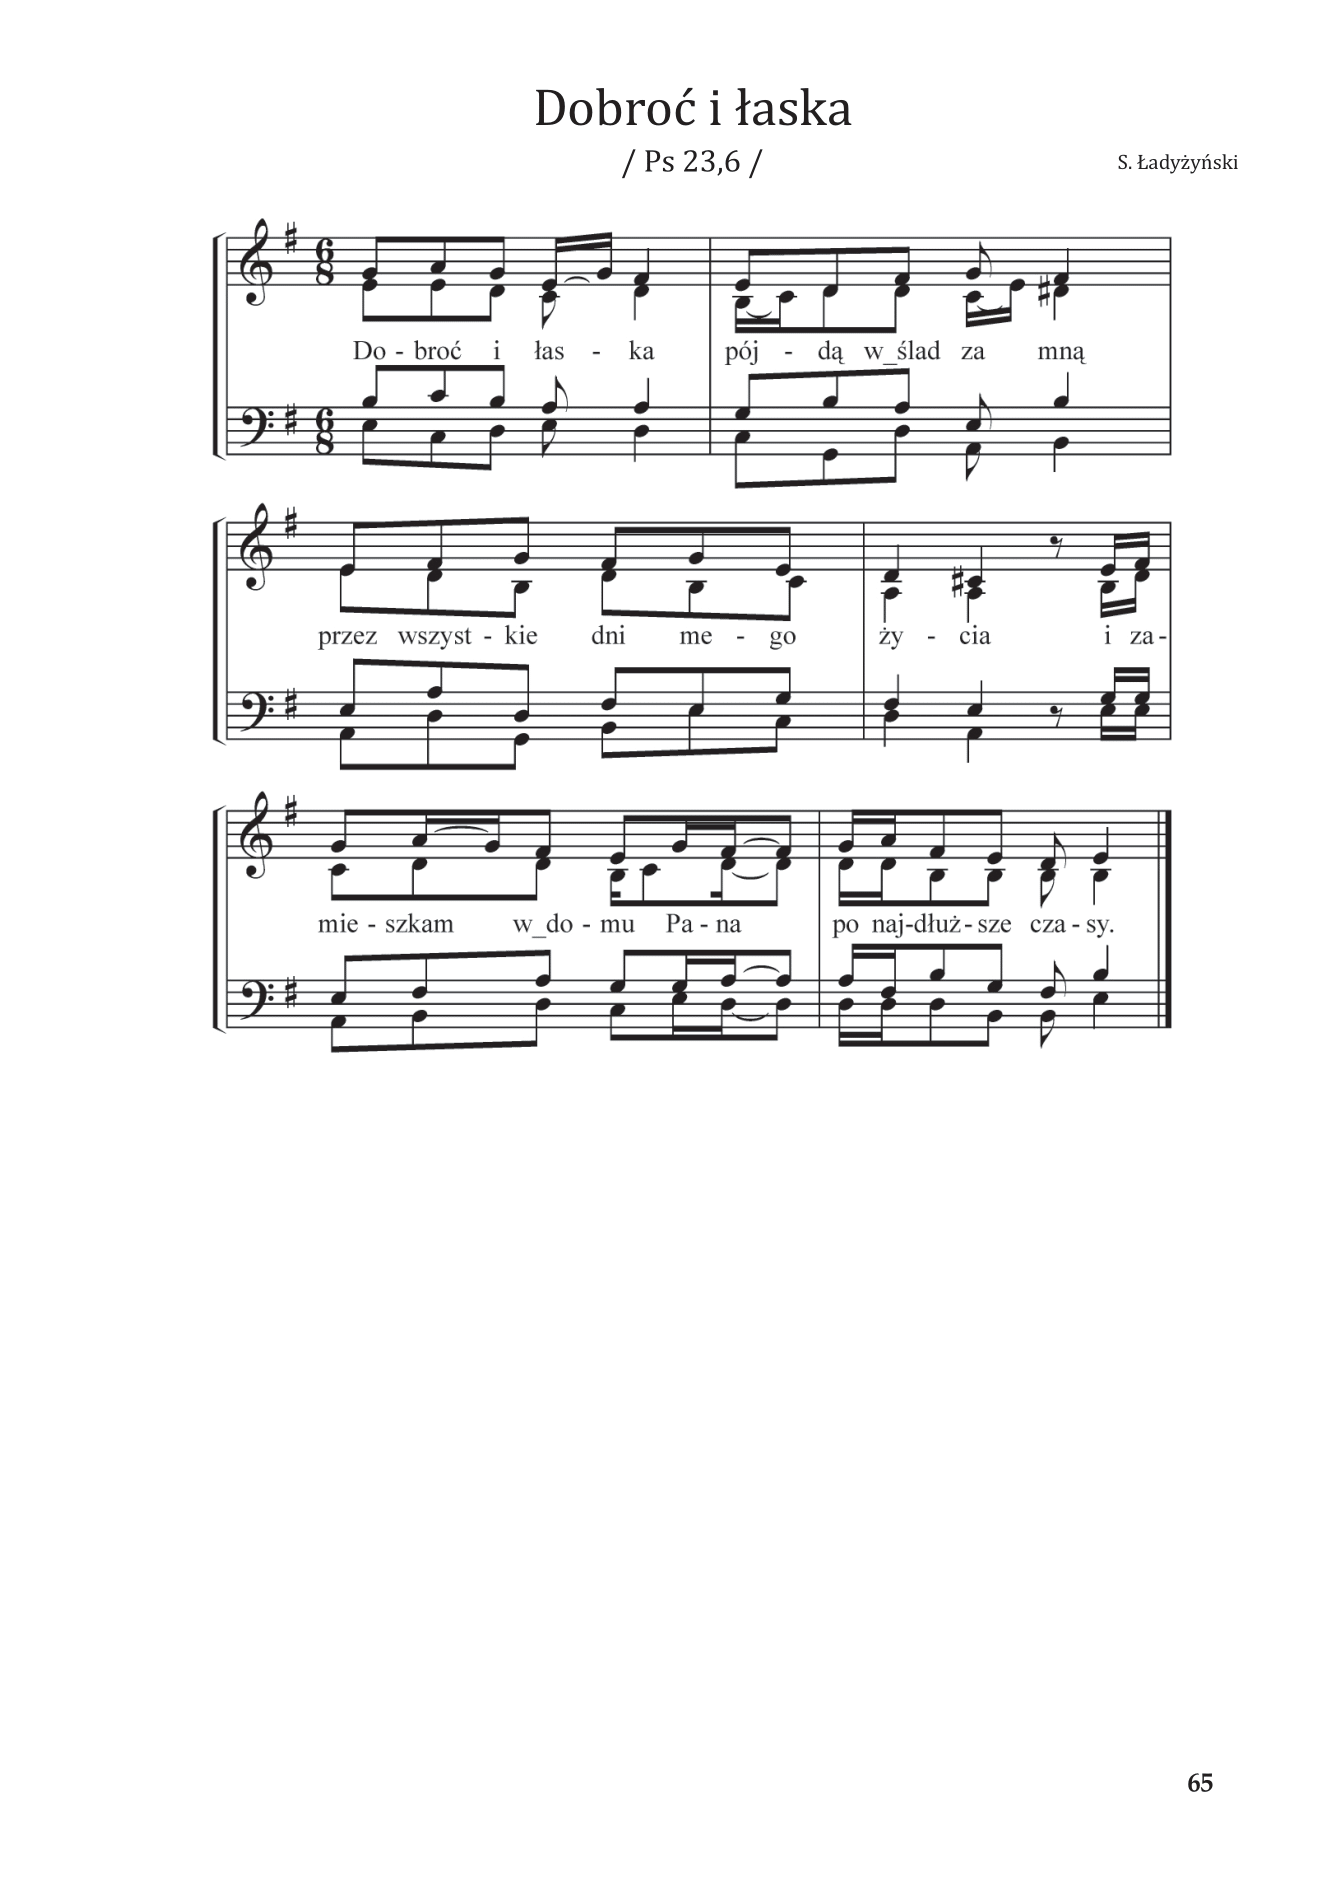 Dobroć i łaska
/ Ps 23,6 /
S. Ładyżyński
6 8
Do - broć i łas - ka pój - dą w_ślad za mną
6 8
przez wszyst - kie dni me - go ży - cia i za -
mie - szkam w_do - mu Pa - na po naj - dłuż - sze cza - sy.
65